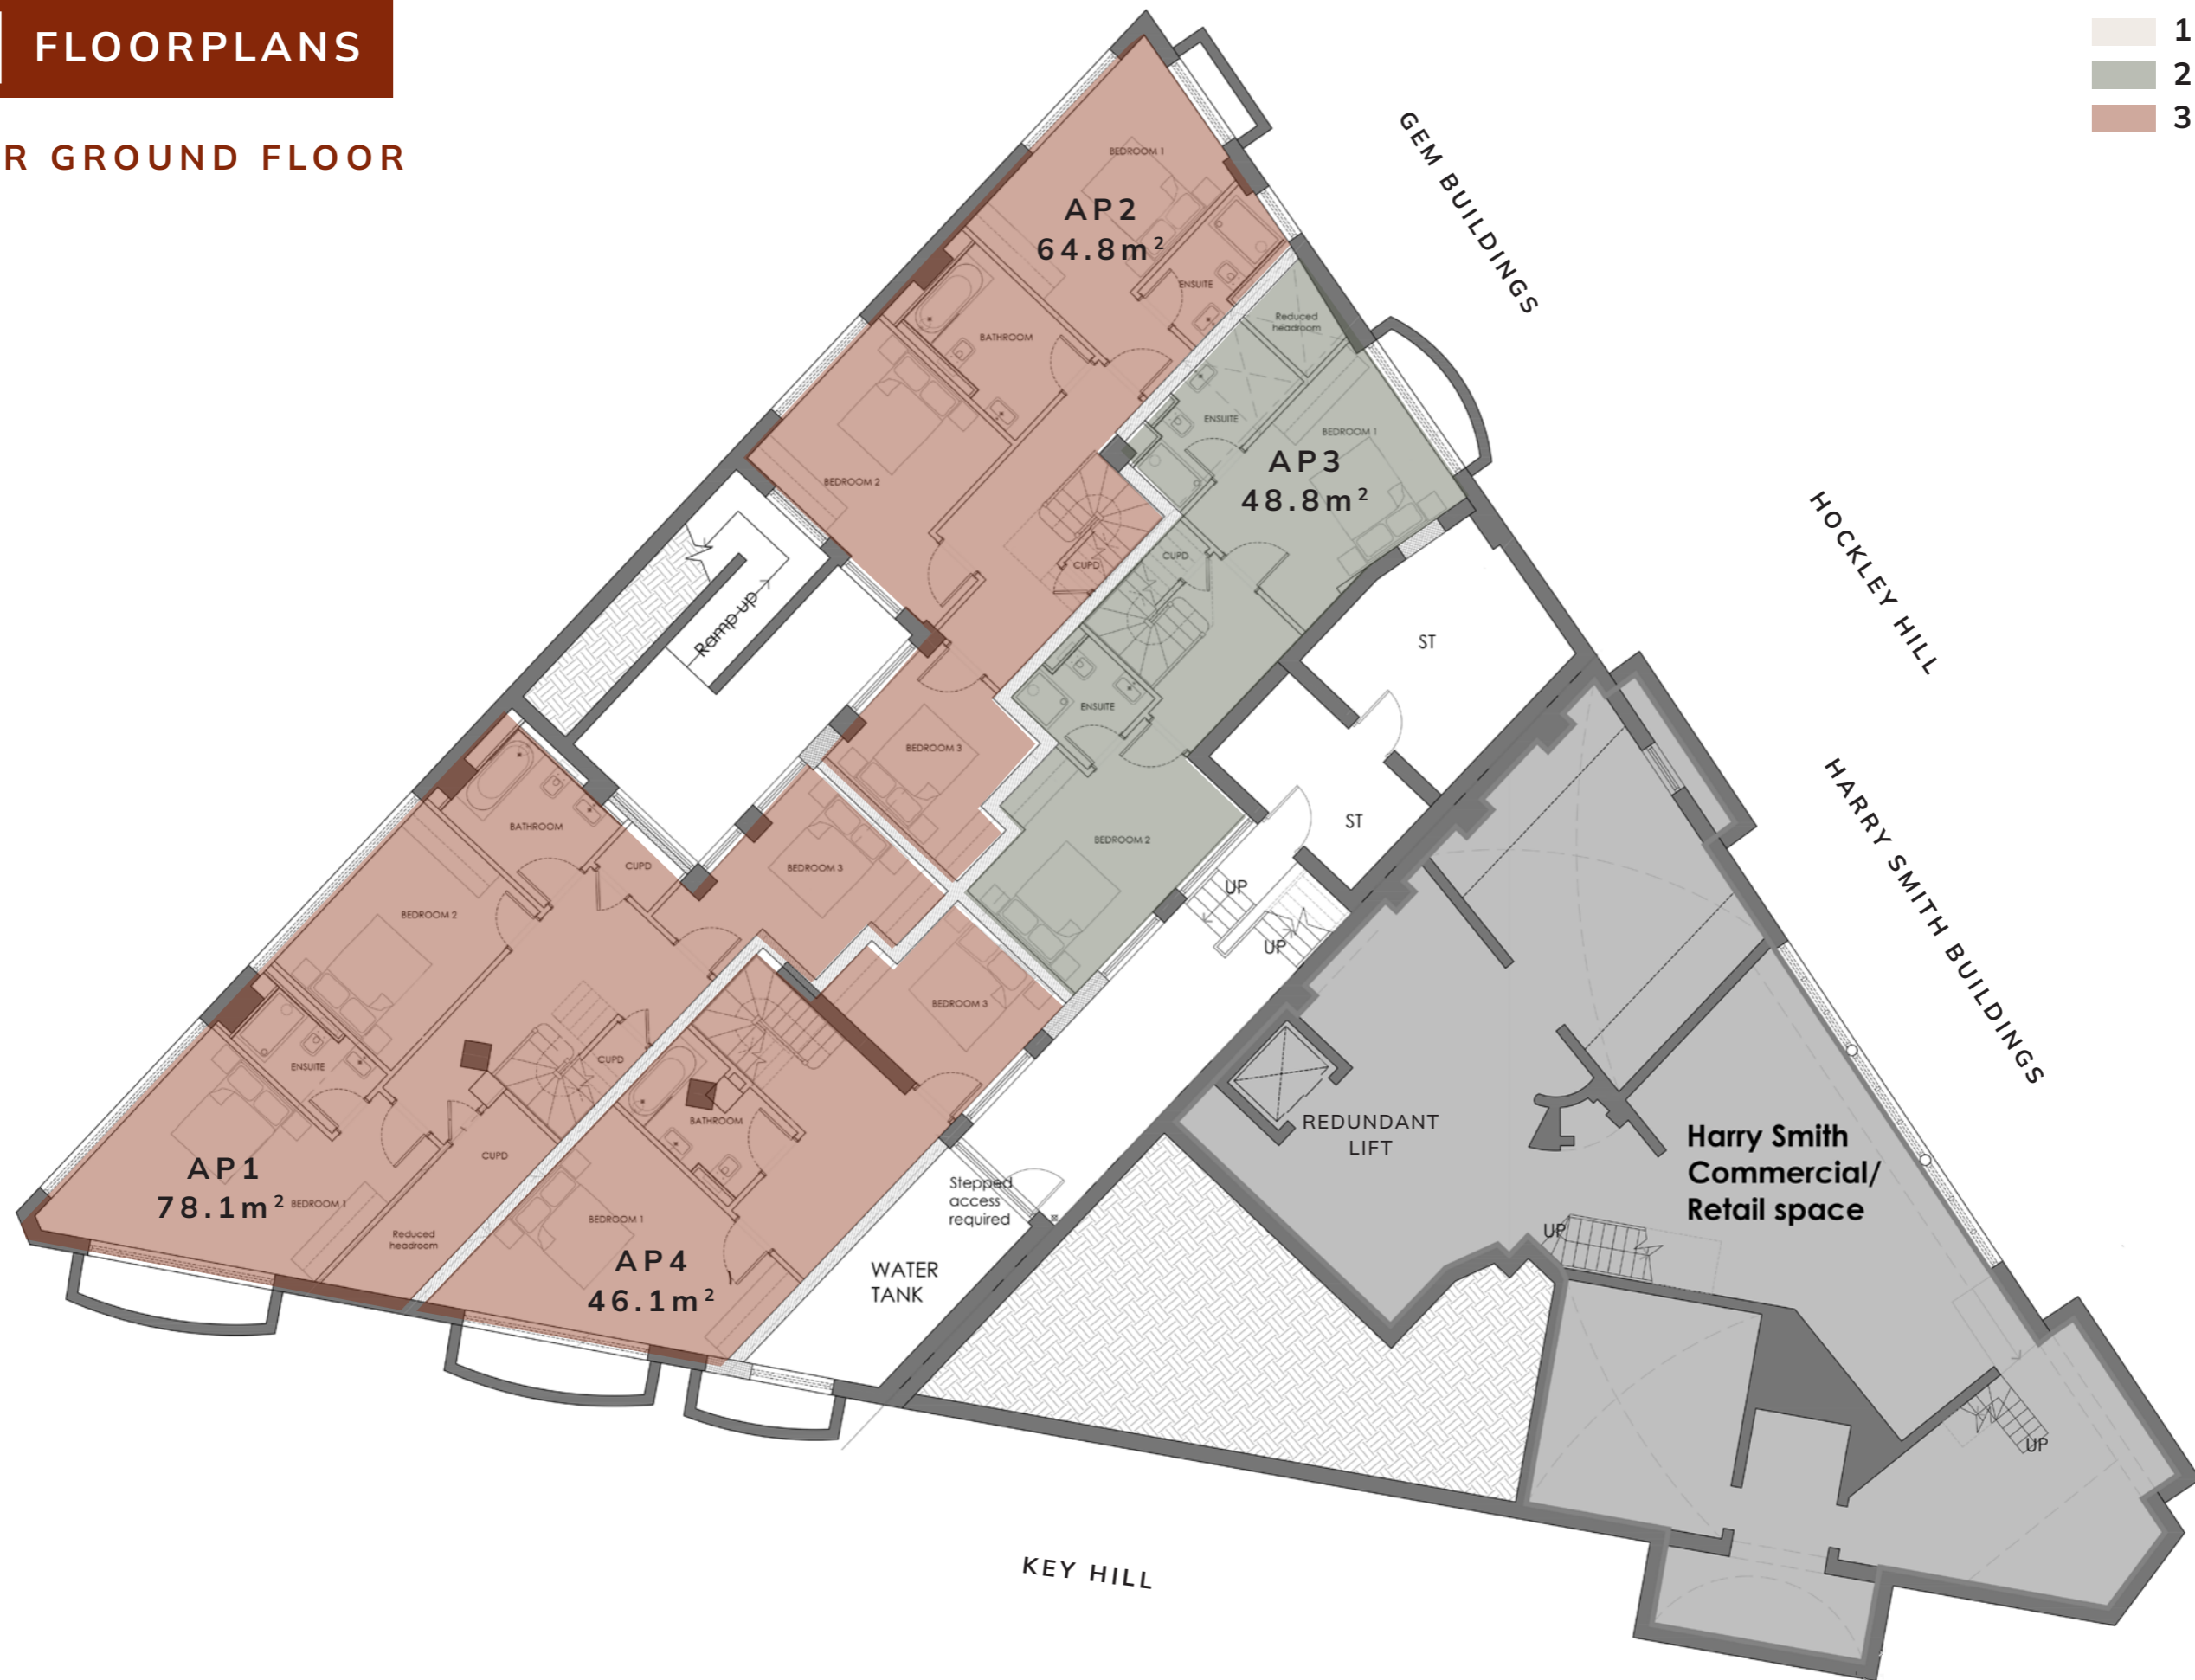 FLOORPLANS
R GROUND FLOOR
1
2
3
GEM BUILDINGS
HOCKLEY HILL
HARRY SMITH BUILDINGS
KEY HILL
BEDROOM 1
AP2
64.8m²
ENSUITE
BATHROOM
BEDROOM 2
CUPD
BEDROOM 3
Reduced
headroom
ENSUITE
BEDROOM 1
AP3
48.8m²
CUPD
ENSUITE
BEDROOM 2
Ramp up
ST
ST
UP
UP
BATHROOM
CUPD
BEDROOM 3
BEDROOM 2
ENSUITE
CUPD
AP1
78.1m²
BEDROOM 1
CUPD
Reduced
headroom
BEDROOM 3
BATHROOM
BEDROOM 1
AP4
46.1m²
Stepped
access
required
WATER
TANK
REDUNDANT
LIFT
Harry Smith
Commercial/
Retail space
UP
UP